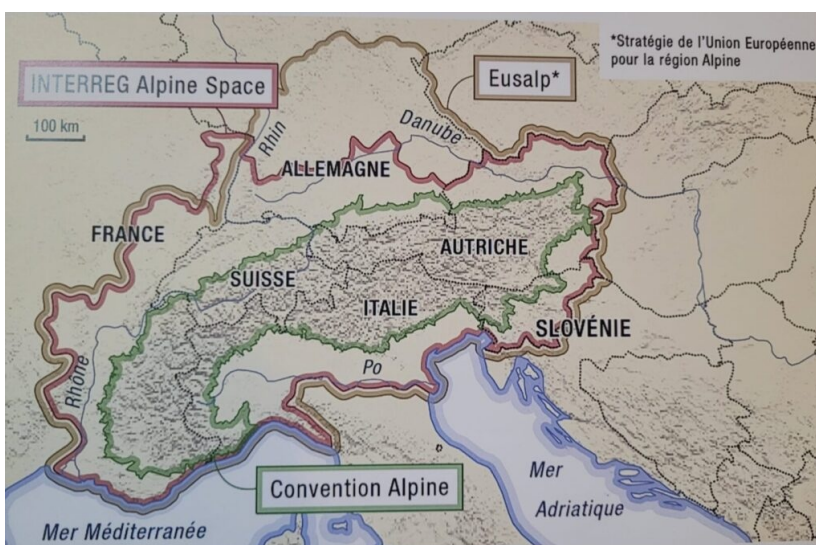 *Stratégie de l'Union Européenne
pour la région Alpine
INTERREG Alpine Space
Eusalp*
100 km
Rhin
Danube
ALLEMAGNE
FRANCE
AUTRICHE
SUISSE
ITALIE
SLOVÉNIE
Rhône
Po
Convention Alpine
Mer
Adriatique
Mer Méditerranée